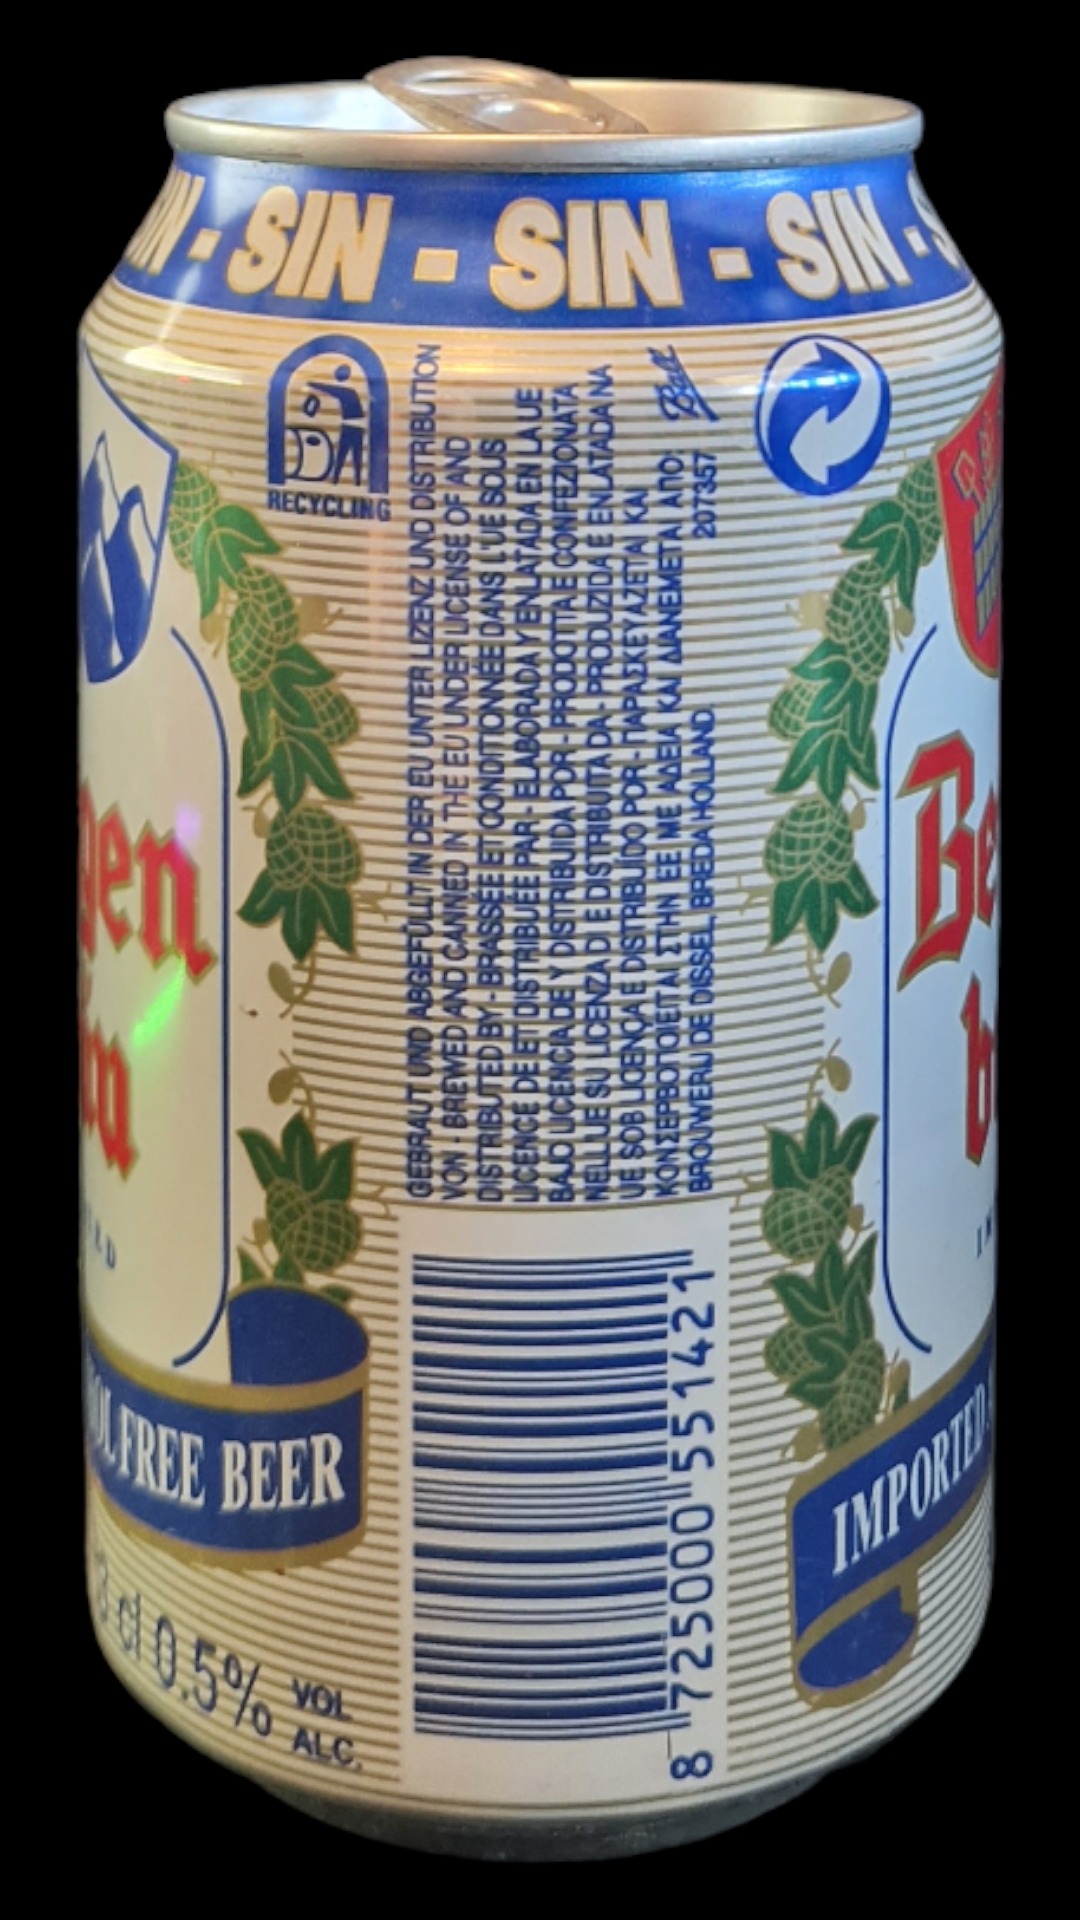 SIN - SIN - SIN -
RECYCLING
GEBRAUT UND ABGEFÜLLT IN DER EU UNTER LIZENZ UND DISTRIBUTION
VON - BREWED AND CANNED IN THE EU UNDER LICENSE OF AND
DISTRIBUTED BY - BRASSÉE ET CONDITIONNÉE DANS L'UE SOUS
LICENCE DE ET DISTRIBUÉE PAR - ELABORADA Y ENLATADA EN LA UE
BAJO LICENCIA DE Y DISTRIBUIDA POR - PRODOTTA E CONFEZIONATA
NELL'UE SU LICENZA DI E DISTRIBUITA DA - PRODUZIDA E ENLATADA NA
UE SOB LICENÇA E DISTRIBUÍDO POR - ΠΑΡΑΣΚΕΥΑΖΕΤΑΙ ΚΑΙ
ΚΟΝΣΕΡΒΟΠΟΙΕΙΤΑΙ ΣΤΗΝ ΕΕ ΜΕ ΑΔΕΙΑ ΚΑΙ ΔΙΑΝΕΜΕΤΑΙ ΑΠΟ:
BROUWERIJ DE DISSEL, BREDA HOLLAND
207357
Ball
FREE BEER
cl 0.5% VOL
ALC.
IMPORTED
8 725000 551421